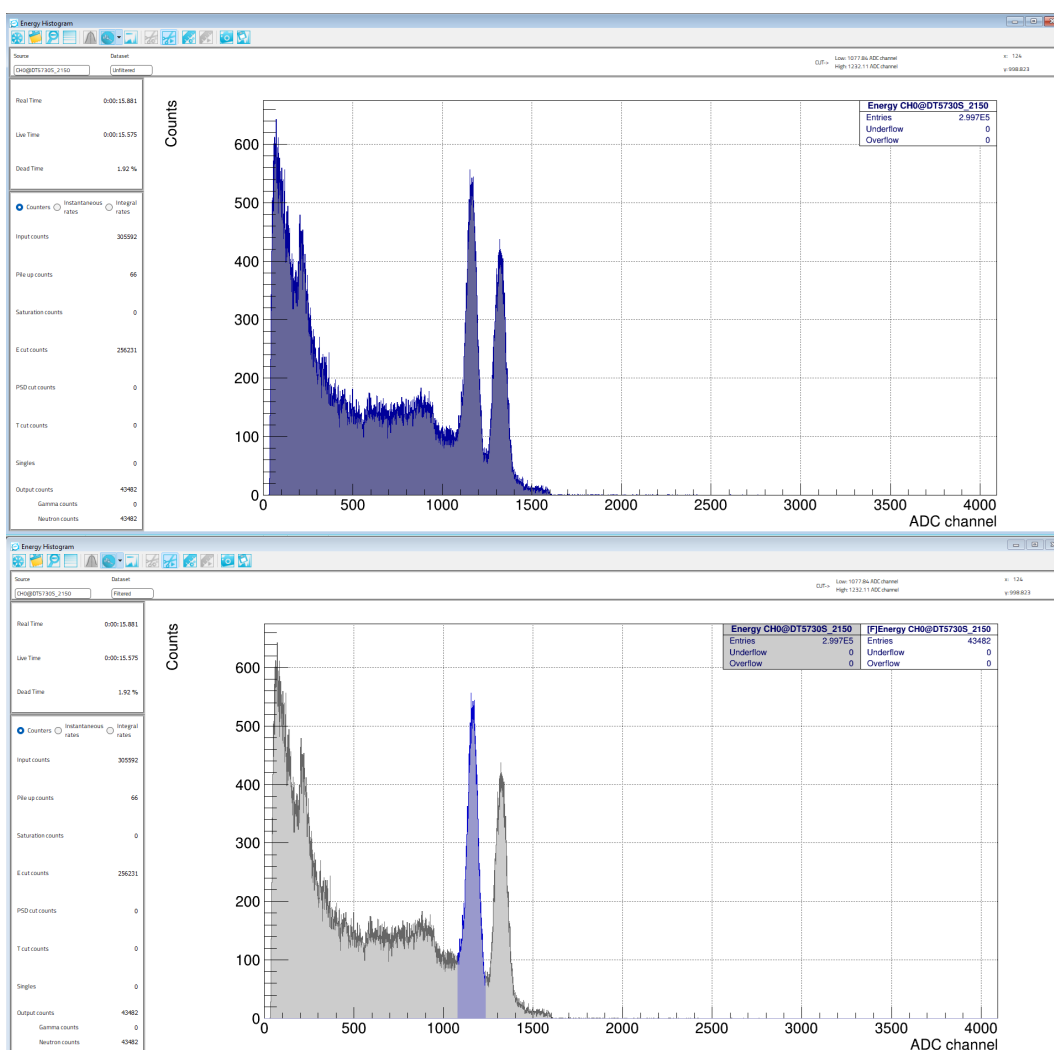 Energy Histogram
Source Dataset
CH0@DT5730S_2150 Unfiltered
CUT-> Low: 1077.84 ADC channel
High: 1232.11 ADC channel
x: 124
y: 998.823
Real Time 0:00:15.881
Live Time 0:00:15.575
Dead Time 1.92 %
Counters Instantaneous rates Integral rates
Input counts 305592
Pile up counts 66
Saturation counts 0
E cut counts 256231
PSD cut counts 0
T cut counts 0
Singles 0
Output counts 43482
Gamma counts 0
Neutron counts 43482
Counts
600
500
400
300
200
100
0
0 500 1000 1500 2000 2500 3000 3500 4000
ADC channel
Energy CH0@DT5730S_2150
Entries 2.997E5
Underflow 0
Overflow 0
Energy Histogram
Source Dataset
CH0@DT5730S_2150 Filtered
CUT-> Low: 1077.84 ADC channel
High: 1232.11 ADC channel
x: 124
y: 998.823
Real Time 0:00:15.881
Live Time 0:00:15.575
Dead Time 1.92 %
Counters Instantaneous rates Integral rates
Input counts 305592
Pile up counts 66
Saturation counts 0
E cut counts 256231
PSD cut counts 0
T cut counts 0
Singles 0
Output counts 43482
Gamma counts 0
Neutron counts 43482
Counts
600
500
400
300
200
100
0
0 500 1000 1500 2000 2500 3000 3500 4000
ADC channel
Energy CH0@DT5730S_2150 [F]Energy CH0@DT5730S_2150
Entries 2.997E5 Entries 43482
Underflow 0 Underflow 0
Overflow 0 Overflow 0